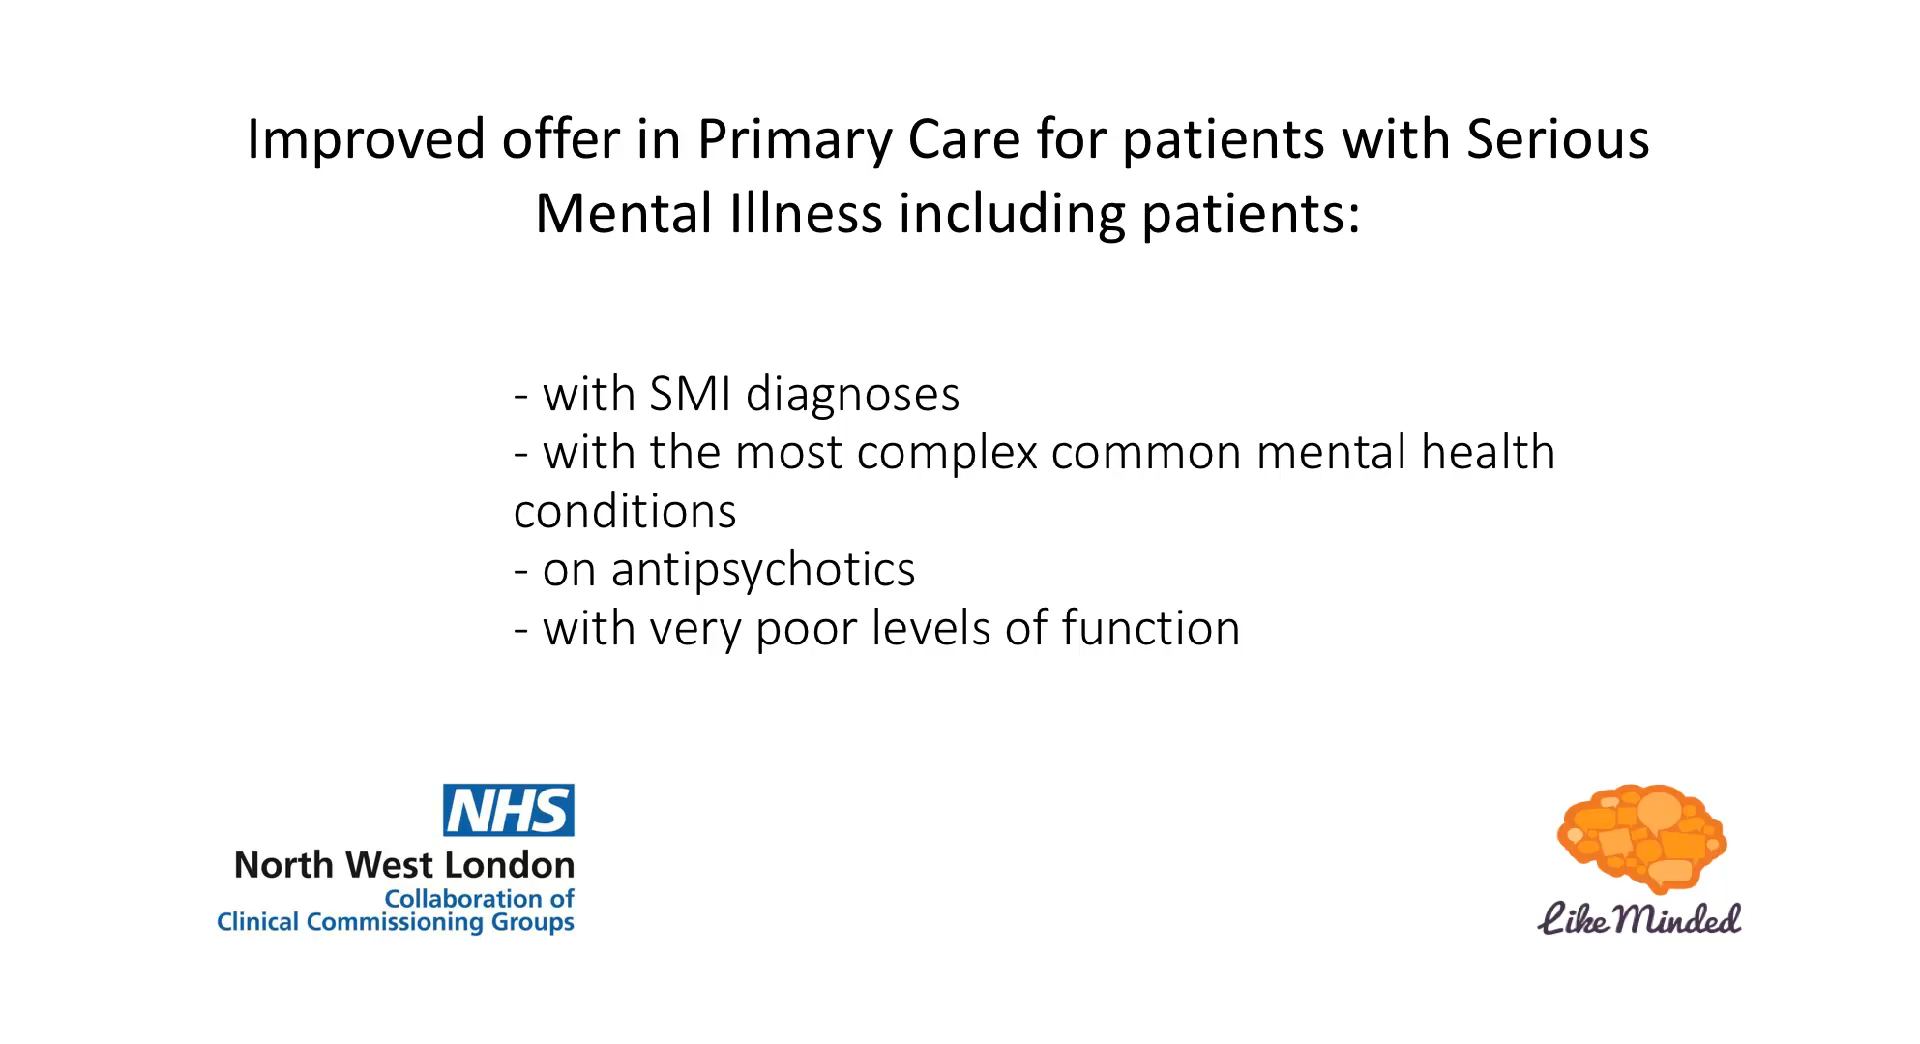 Improved offer in Primary Care for patients with Serious
Mental Illness including patients:
- with SMI diagnoses
- with the most complex common mental health
conditions
- on antipsychotics
- with very poor levels of function
NHS
North West London
Collaboration of
Clinical Commissioning Groups
Like Minded